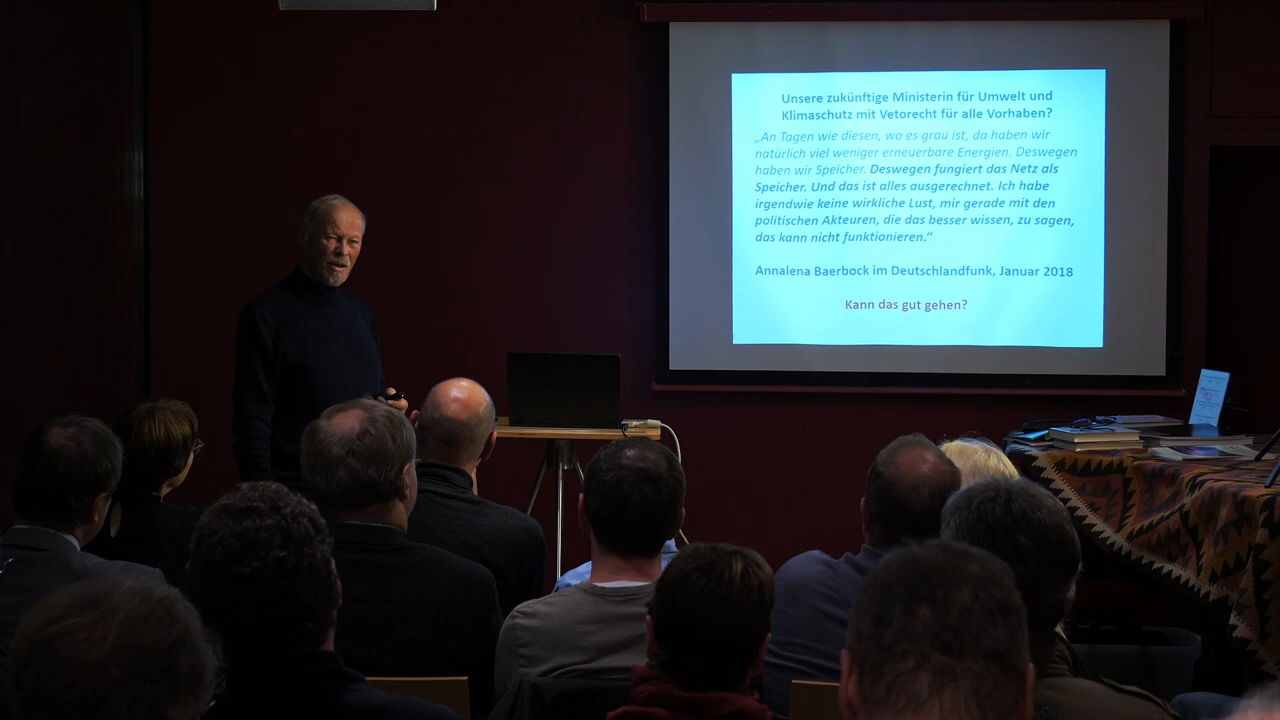 Unsere zukünftige Ministerin für Umwelt und
Klimaschutz mit Vetorecht für alle Vorhaben?
„An Tagen wie diesen, wo es grau ist, da haben wir
natürlich viel weniger erneuerbare Energien. Deswegen
haben wir Speicher. Deswegen fungiert das Netz als
Speicher. Und das ist alles ausgerechnet. Ich habe
irgendwie keine wirkliche Lust, mir gerade mit den
politischen Akteuren, die das besser wissen, zu sagen,
das kann nicht funktionieren.“
Annalena Baerbock im Deutschlandfunk, Januar 2018
Kann das gut gehen?